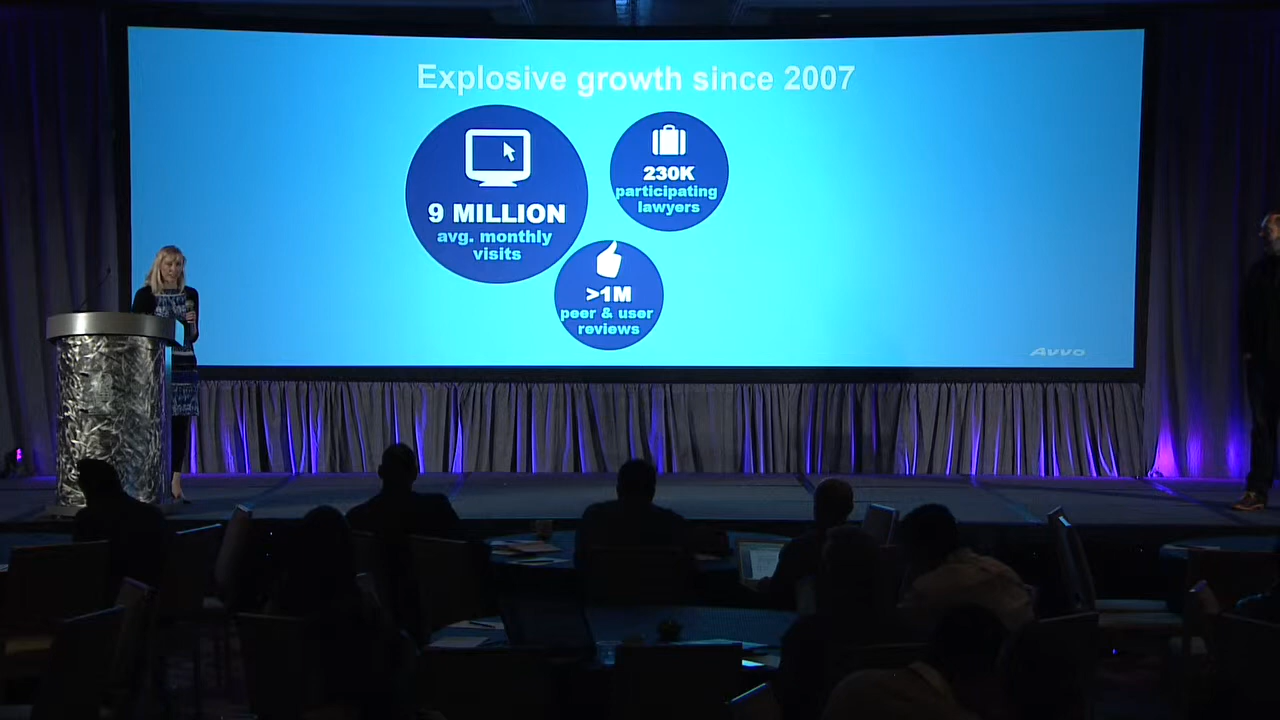 Explosive growth since 2007
9 MILLION
avg. monthly
visits
230K
participating
lawyers
>1M
peer & user
reviews
Avvo